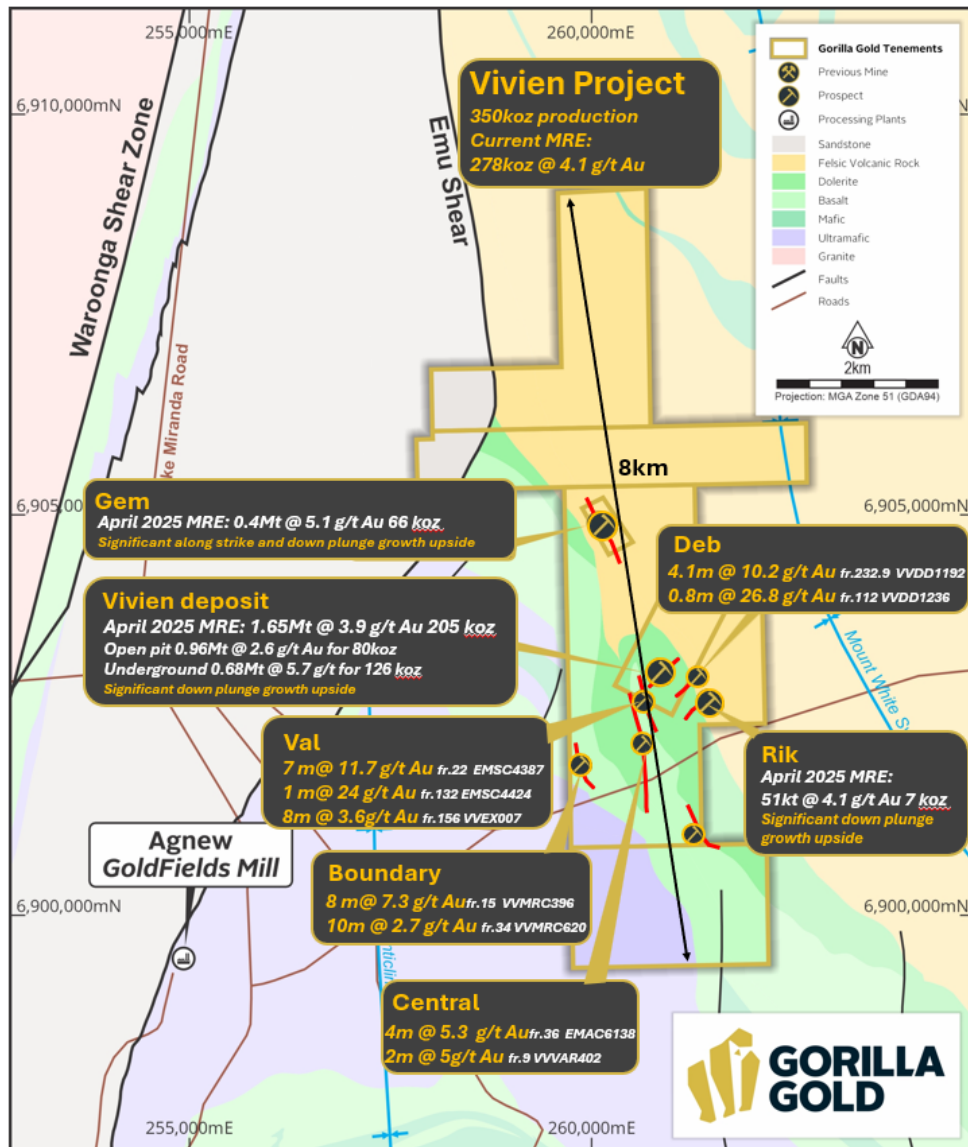 255,000mE
260,000mE
6,910,000mN
Gorilla Gold Tenements
Previous Mine
Prospect
Processing Plants
Sandstone
Felsic Volcanic Rock
Dolerite
Basalt
Mafic
Ultramafic
Granite
Faults
Roads
N
2km
Projection: MGA Zone 51 (GDA94)
Vivien Project
350koz production
Current MRE:
278koz @ 4.1 g/t Au
Waroonga Shear Zone
Emu Shear
ke Miranda Road
8km
6,905,
6,905,000mN
Gem
April 2025 MRE: 0.4Mt @ 5.1 g/t Au 66 koz
Significant along strike and down plunge growth upside
Deb
4.1m @ 10.2 g/t Au fr.232.9 VVDD1192
0.8m @ 26.8 g/t Au fr.112 VVDD1236
Vivien deposit
April 2025 MRE: 1.65Mt @ 3.9 g/t Au 205 koz
Open pit 0.96Mt @ 2.6 g/t Au for 80koz
Underground 0.68Mt @ 5.7 g/t for 126 koz
Significant down plunge growth upside
Mount White Sy
Val
7 m@ 11.7 g/t Au fr.22 EMSC4387
1 m@ 24 g/t Au fr.132 EMSC4424
8m @ 3.6g/t Au fr.156 VVEX007
Rik
April 2025 MRE:
51kt @ 4.1 g/t Au 7 koz
Significant down plunge
growth upside
Agnew
GoldFields Mill
Boundary
8 m@ 7.3 g/t Aufr.15 VVMRC396
10m @ 2.7 g/t Au fr.34 VVMRC620
6,900,000mN
6,900,000mN
nticlin
Central
4m @ 5.3 g/t Aufr.36 EMAC6138
2m @ 5g/t Au fr.9 VVVAR402
GORILLA
GOLD
255,000mE
260,000mE